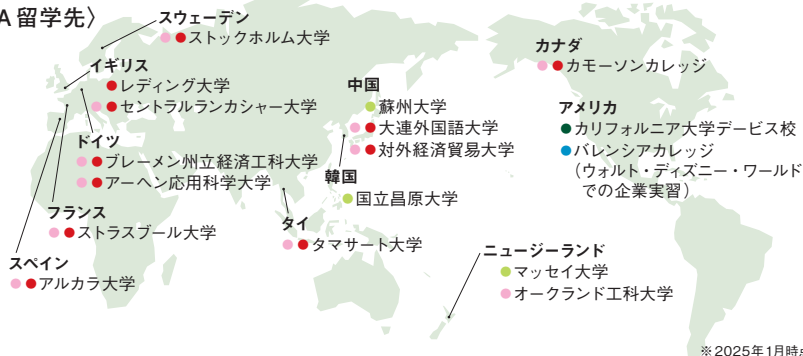 A 留学先〉
スウェーデン
ストックホルム大学
イギリス
レディング大学
セントラルランカシャー大学
ドイツ
ブレーメン州立経済工科大学
アーヘン応用科学大学
フランス
ストラスブール大学
スペイン
アルカラ大学
中国
蘇州大学
大連外国語大学
対外経済貿易大学
韓国
国立昌原大学
タイ
タマサート大学
ニュージーランド
マッセイ大学
オークランド工科大学
カナダ
カモーソンカレッジ
アメリカ
カリフォルニア大学デービス校
バレンシアカレッジ
(ウォルト・ディズニー・ワールド
での企業実習)
※2025年1月時点